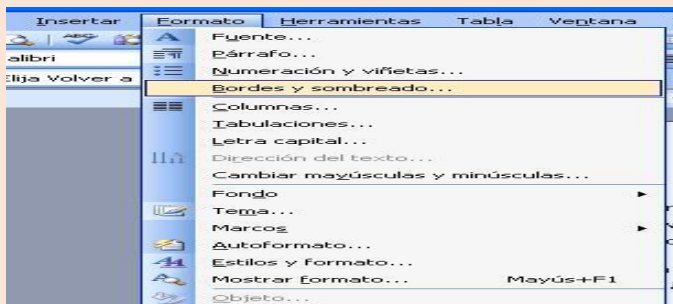 Insertar Formato Herramientas Tabla Ventana
alibri
Elija Volver a
Fuente...
Párrafo...
Numeración y viñetas...
Bordes y sombreado...
Columnas...
Tabulaciones...
Letra capital...
Dirección del texto...
Cambiar mayúsculas y minúsculas...
Fondo
Tema...
Marcos
Autoformato...
Estilos y formato...
Mostrar formato... Mayús+F1
Objeto...